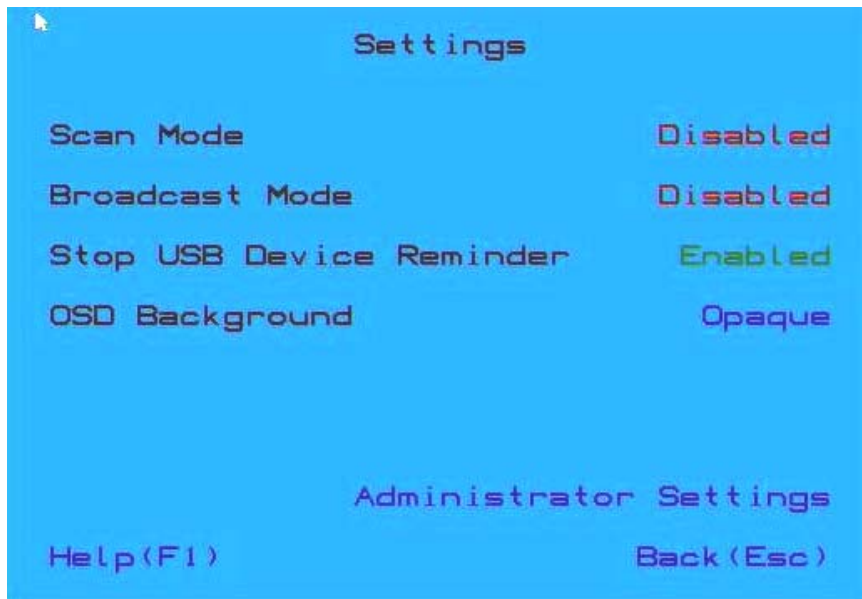 Settings
Scan Mode Disabled
Broadcast Mode Disabled
Stop USB Device Reminder Enabled
OSD Background Opaque
Administrator Settings
Help(F1) Back(Esc)